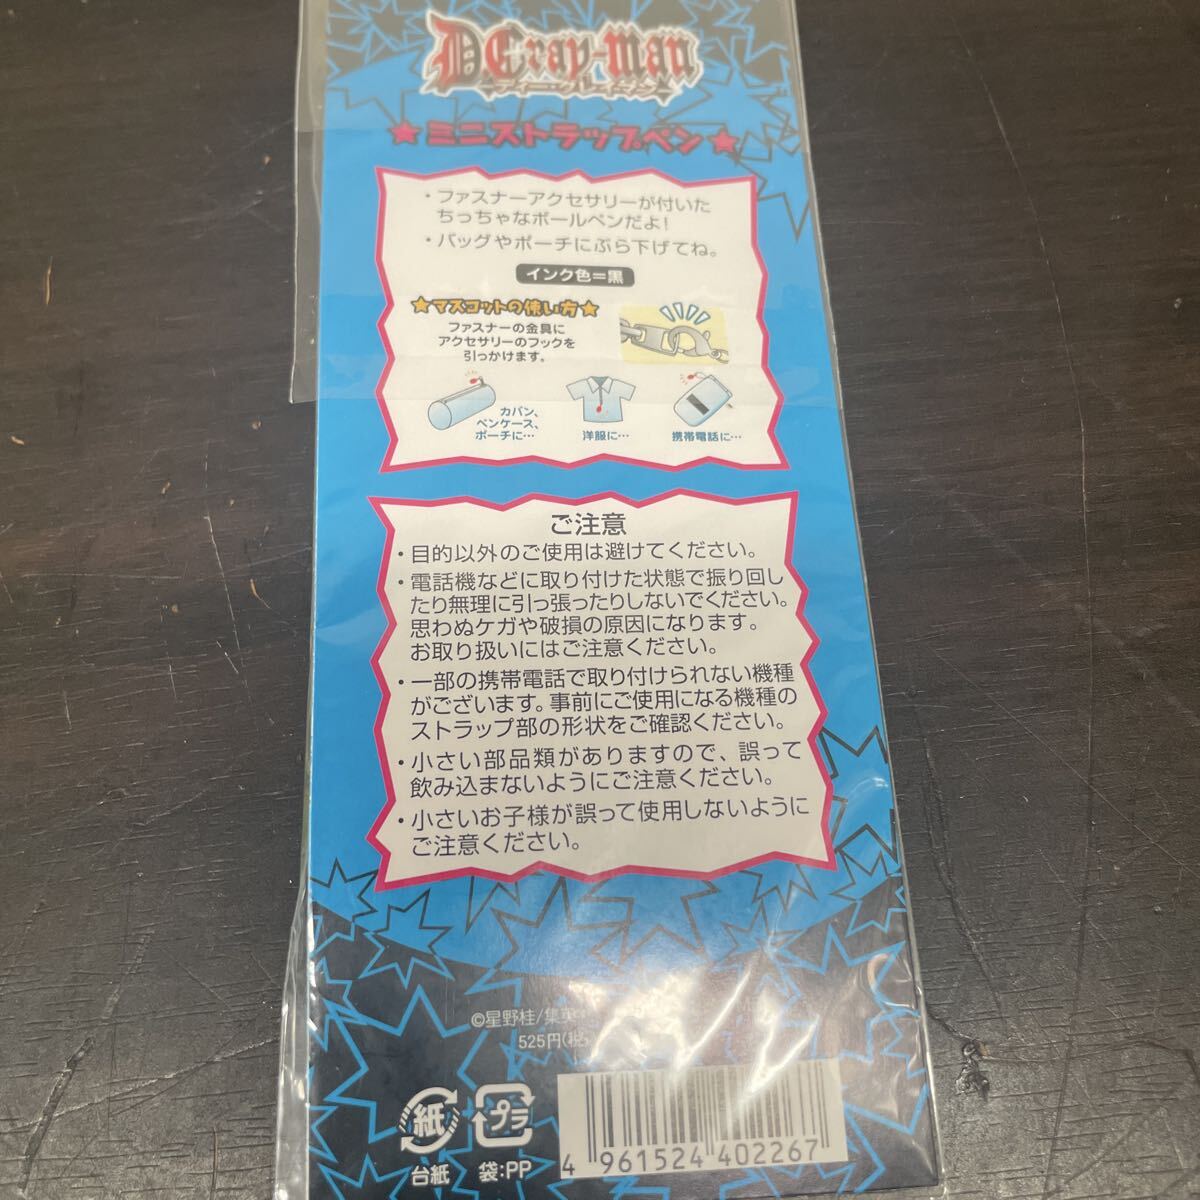 D.Gray-man
ディー・グレイマン
★ミニストラップペン★
・ファスナーアクセサリーが付いた
ちっちゃなボールペンだよ!
・バッグやポーチにぶら下げてね。
インク色=黒
★マスコットの使い方★
ファスナーの金具に
アクセサリーのフックを
引っかけます。
カバン、
ペンケース、
ポーチに…
洋服に…
携帯電話に…
ご注意
・目的以外のご使用は避けてください。
・電話機などに取り付けた状態で振り回し
たり無理に引っ張ったりしないでください。
思わぬケガや破損の原因になります。
お取り扱いにはご注意ください。
・一部の携帯電話で取り付けられない機種
がございます。事前にご使用になる機種の
ストラップ部の形状をご確認ください。
・小さい部品類がありますので、誤って
飲み込まないようにご注意ください。
・小さいお子様が誤って使用しないように
ご注意ください。
©星野桂/集
525円(税
紙
台紙
プラ
袋:PP
4 961524 402267